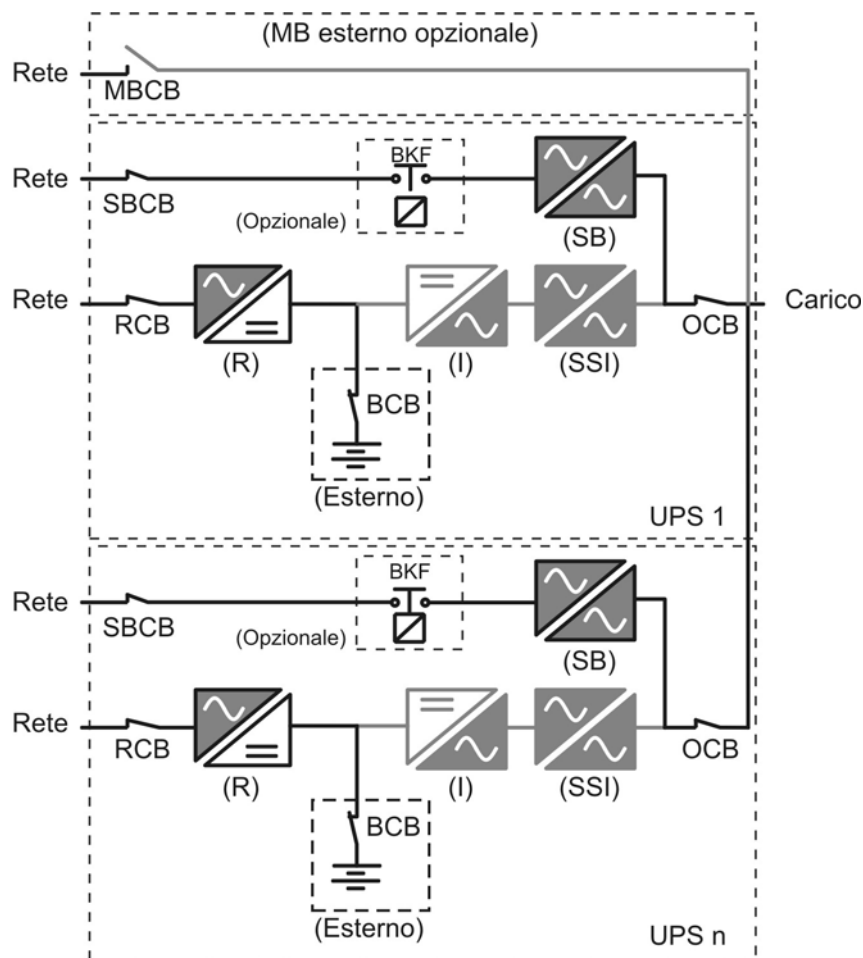 (MB esterno opzionale)
Rete
MBCB
BKF
Rete
SBCB
(Opzionale)
(SB)
Rete
Carico
RCB
OCB
(R)
(I)
(SSI)
BCB
(Esterno)
UPS 1
BKF
Rete
SBCB
(Opzionale)
(SB)
Rete
RCB
OCB
(R)
(I)
(SSI)
BCB
(Esterno)
UPS n